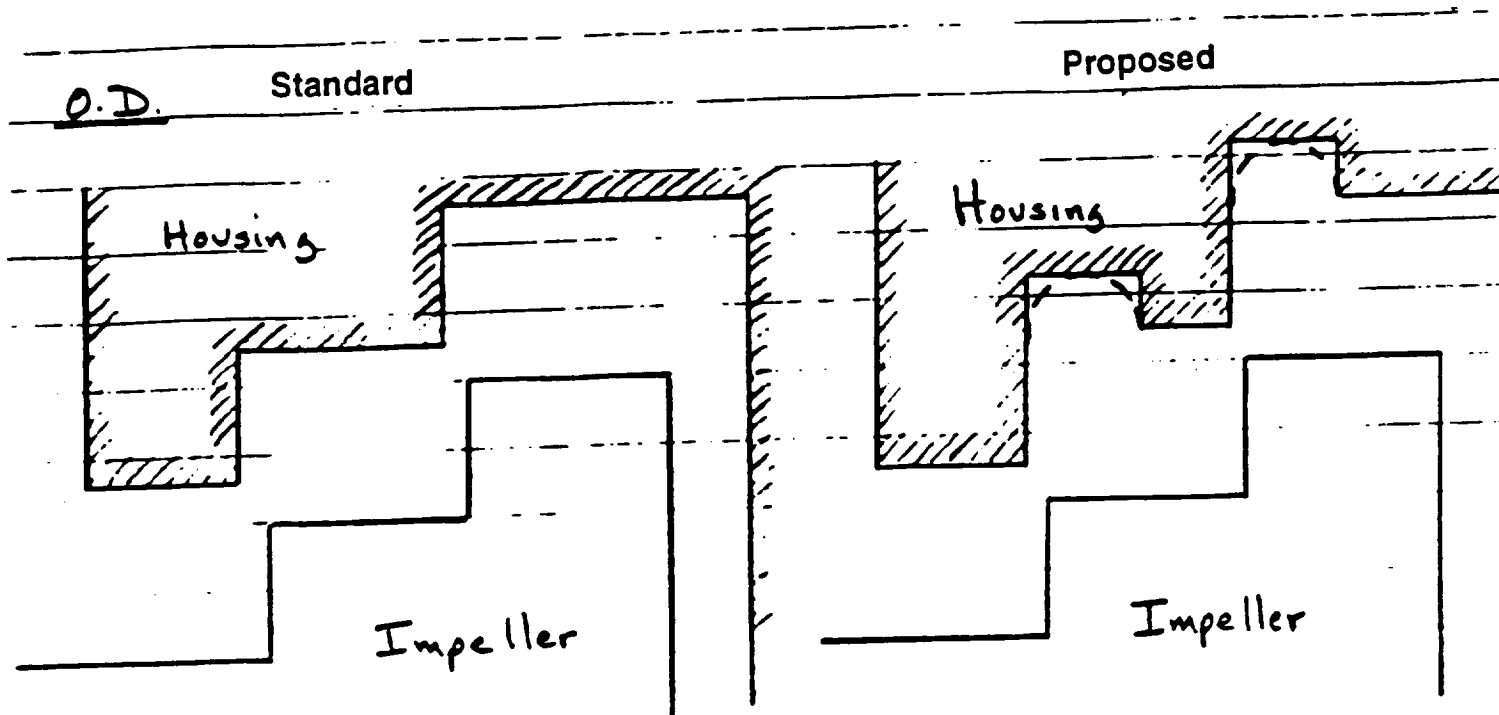 Standard
Proposed
O.D.
Housing
Housing
Impeller
Impeller